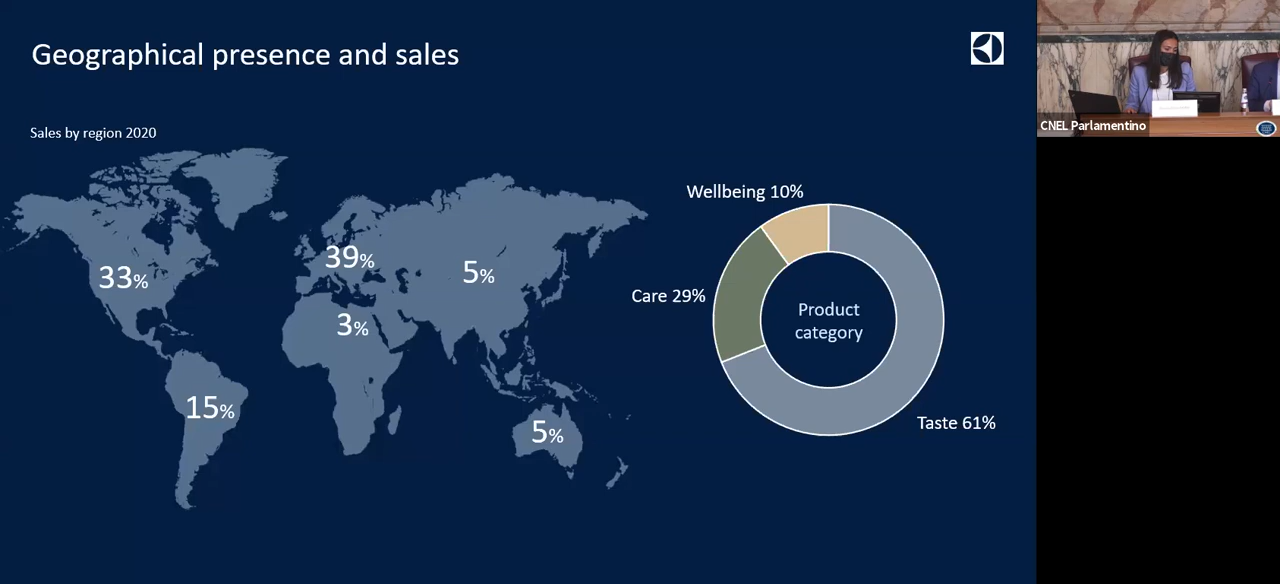 Geographical presence and sales
Sales by region 2020
33%
39%
5%
3%
15%
5%
Wellbeing 10%
Care 29%
Product
category
Taste 61%
CNEL Parlamentino